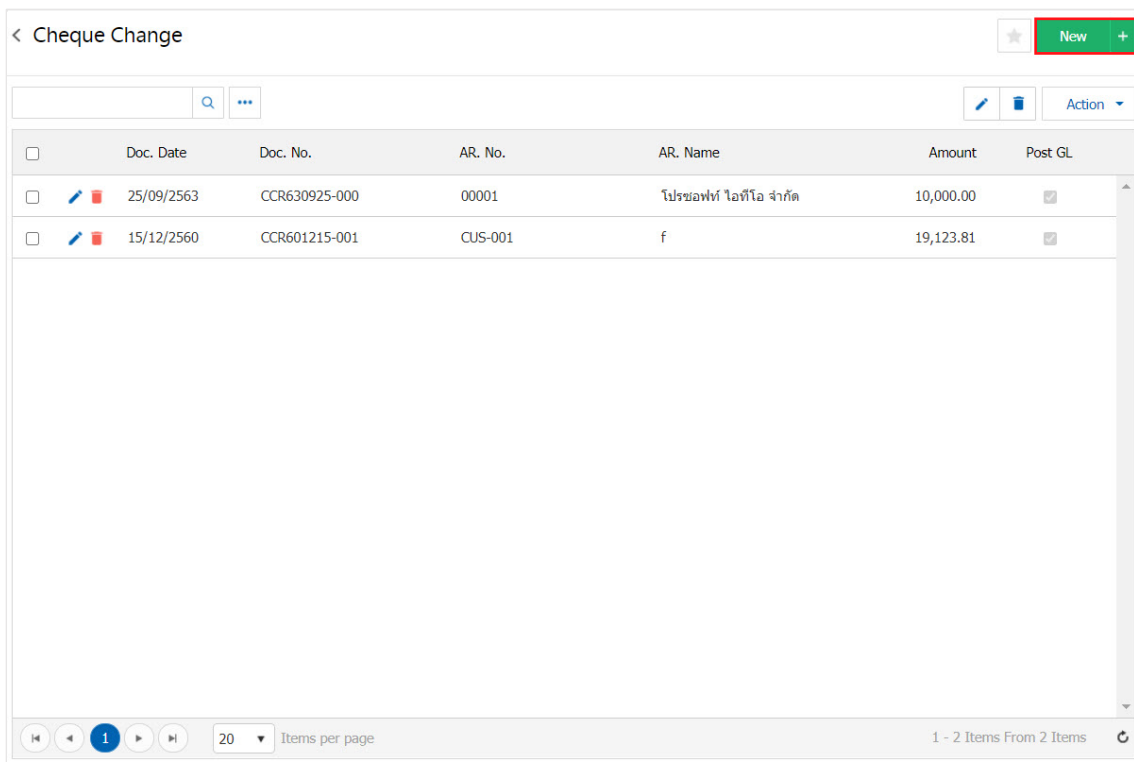 Cheque Change
New +
Action
Doc. Date Doc. No. AR. No. AR. Name Amount Post GL
25/09/2563 CCR630925-000 00001 โปรซอฟท์ ไอทีโอ จำกัด 10,000.00
15/12/2560 CCR601215-001 CUS-001 f 19,123.81
1 20 Items per page 1 - 2 Items From 2 Items